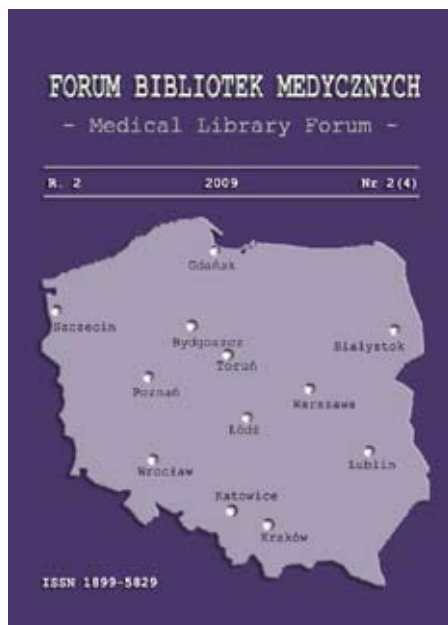 FORUM BIBLIOTEK MEDYCZNYCH
- Medical Library Forum -
R. 2 2009 Nr 2(4)
Gdańsk
Szczecin
Bydgoszcz
Białystok
Toruń
Poznań
Warszawa
Łódź
Wrocław
Lublin
Katowice
Kraków
ISSN 1899-5829